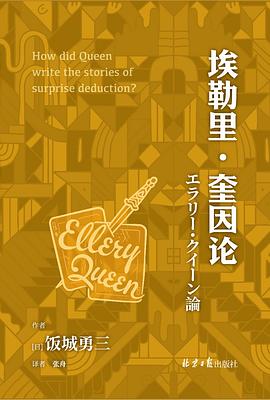 How did Queen
write the stories of
surprise deduction?
埃勒里·奎因论
エラリー・クイーン論
Ellery
Queen
作者
[日] 饭城勇三
译者 张舟
北京日报出版社